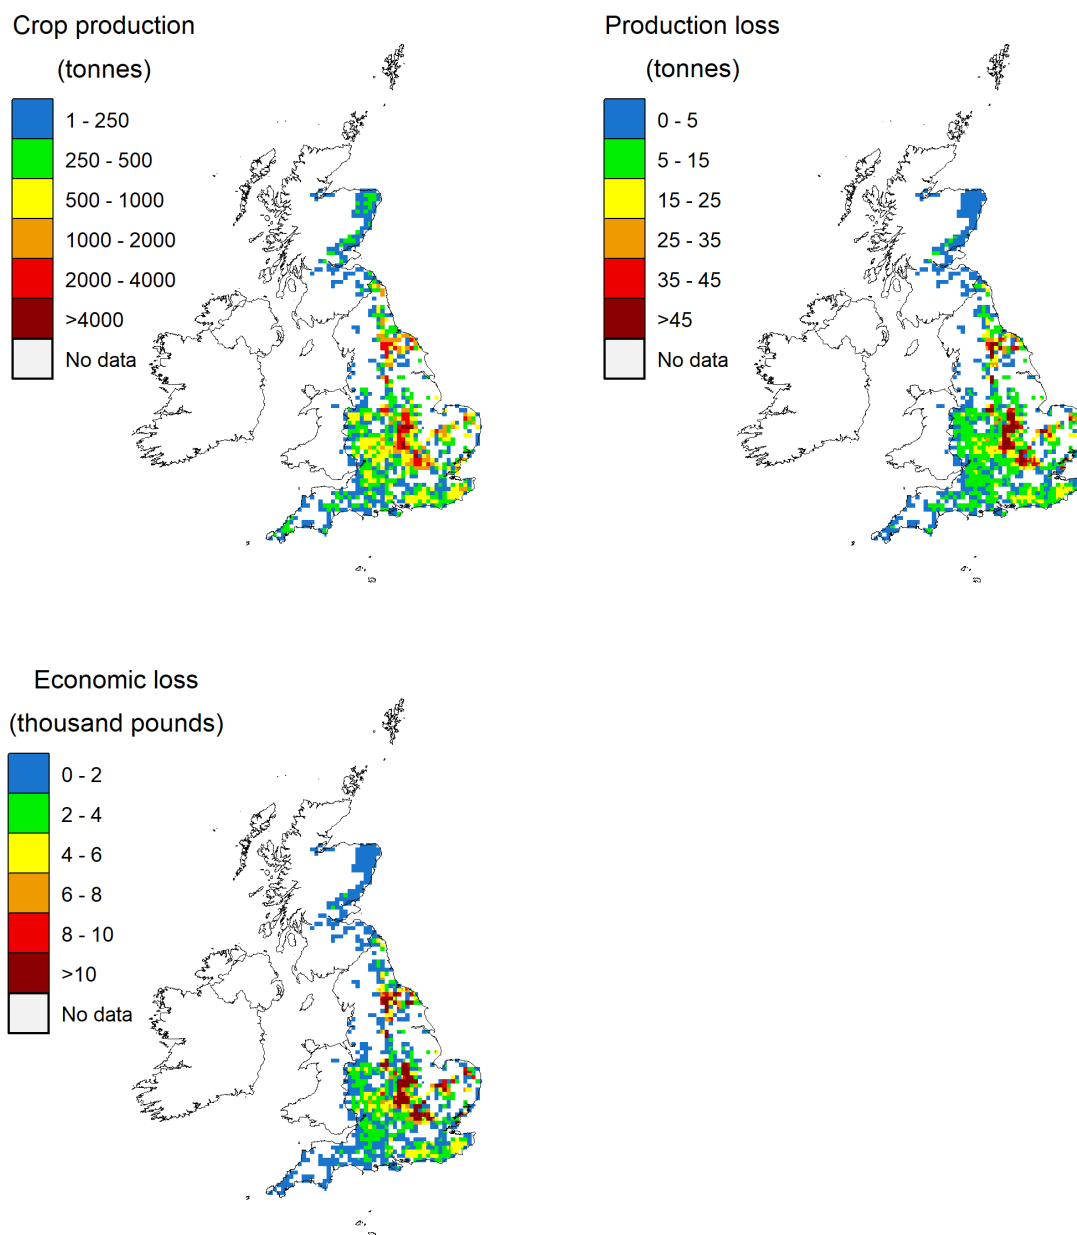 Crop production
(tonnes)
1 - 250
250 - 500
500 - 1000
1000 - 2000
2000 - 4000
>4000
No data
Production loss
(tonnes)
0 - 5
5 - 15
15 - 25
25 - 35
35 - 45
>45
No data
Economic loss
(thousand pounds)
0 - 2
2 - 4
4 - 6
6 - 8
8 - 10
>10
No data